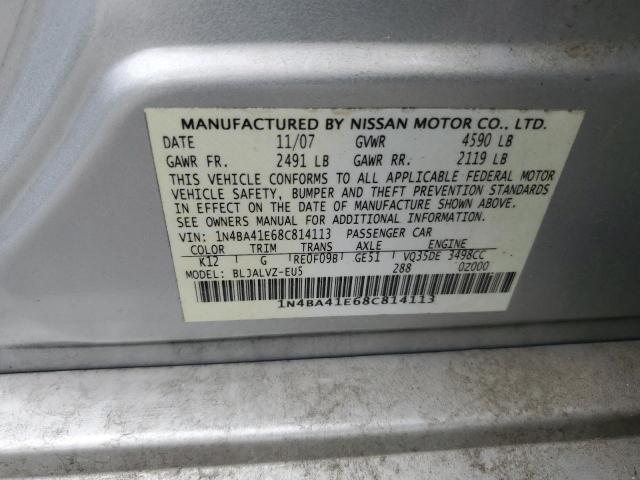 MANUFACTURED BY NISSAN MOTOR CO., LTD.
DATE 11/07 GVWR 4590 LB
GAWR FR. 2491 LB GAWR RR. 2119 LB
THIS VEHICLE CONFORMS TO ALL APPLICABLE FEDERAL MOTOR
VEHICLE SAFETY, BUMPER AND THEFT PREVENTION STANDARDS
IN EFFECT ON THE DATE OF MANUFACTURE SHOWN ABOVE.
SEE OWNERS MANUAL FOR ADDITIONAL INFORMATION.
VIN: 1N4BA41E68C814113 PASSENGER CAR
COLOR TRIM TRANS AXLE ENGINE
K12 G RE0F09B GE51 VQ35DE 3498CC
MODEL: BLJALVZ-EU5 288 0Z000
1N4BA41E68C814113